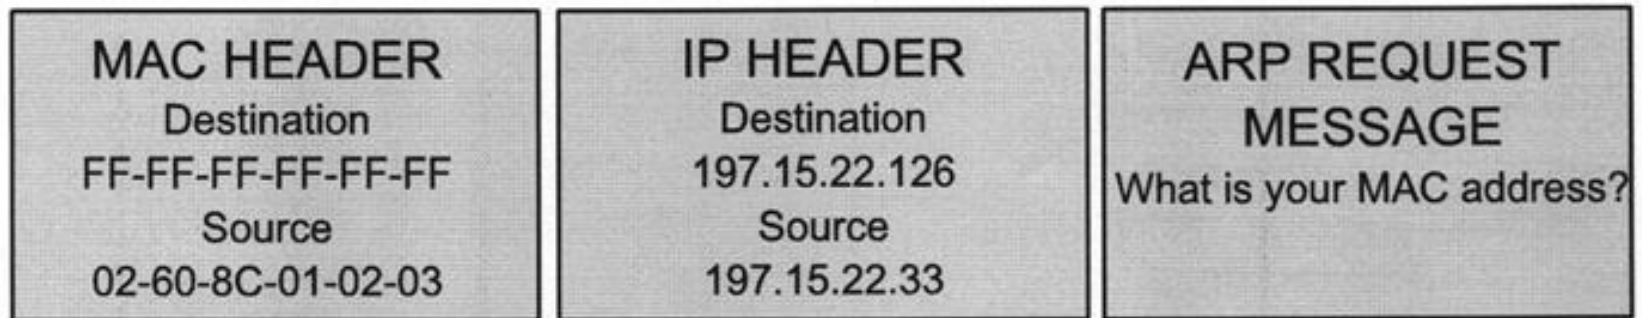 MAC HEADER
Destination
FF-FF-FF-FF-FF-FF
Source
02-60-8C-01-02-03
IP HEADER
Destination
197.15.22.126
Source
197.15.22.33
ARP REQUEST
MESSAGE
What is your MAC address?